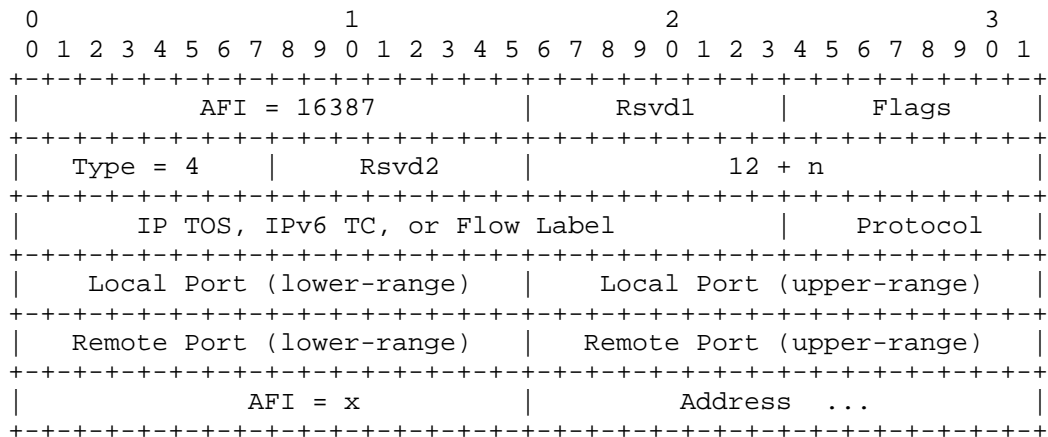 0                   1                   2                   3
 0 1 2 3 4 5 6 7 8 9 0 1 2 3 4 5 6 7 8 9 0 1 2 3 4 5 6 7 8 9 0 1
+-+-+-+-+-+-+-+-+-+-+-+-+-+-+-+-+-+-+-+-+-+-+-+-+-+-+-+-+-+-+-+-+
|           AFI = 16387           |     Rsvd1     |     Flags     |
+-+-+-+-+-+-+-+-+-+-+-+-+-+-+-+-+-+-+-+-+-+-+-+-+-+-+-+-+-+-+-+-+
|   Type = 4    |     Rsvd2     |            12 + n             |
+-+-+-+-+-+-+-+-+-+-+-+-+-+-+-+-+-+-+-+-+-+-+-+-+-+-+-+-+-+-+-+-+
|       IP TOS, IPv6 TC, or Flow Label          |    Protocol   |
+-+-+-+-+-+-+-+-+-+-+-+-+-+-+-+-+-+-+-+-+-+-+-+-+-+-+-+-+-+-+-+-+
|    Local Port (lower-range)   |    Local Port (upper-range)   |
+-+-+-+-+-+-+-+-+-+-+-+-+-+-+-+-+-+-+-+-+-+-+-+-+-+-+-+-+-+-+-+-+
|   Remote Port (lower-range)   |   Remote Port (upper-range)   |
+-+-+-+-+-+-+-+-+-+-+-+-+-+-+-+-+-+-+-+-+-+-+-+-+-+-+-+-+-+-+-+-+
|              AFI = x          |         Address  ...          |
+-+-+-+-+-+-+-+-+-+-+-+-+-+-+-+-+-+-+-+-+-+-+-+-+-+-+-+-+-+-+-+-+